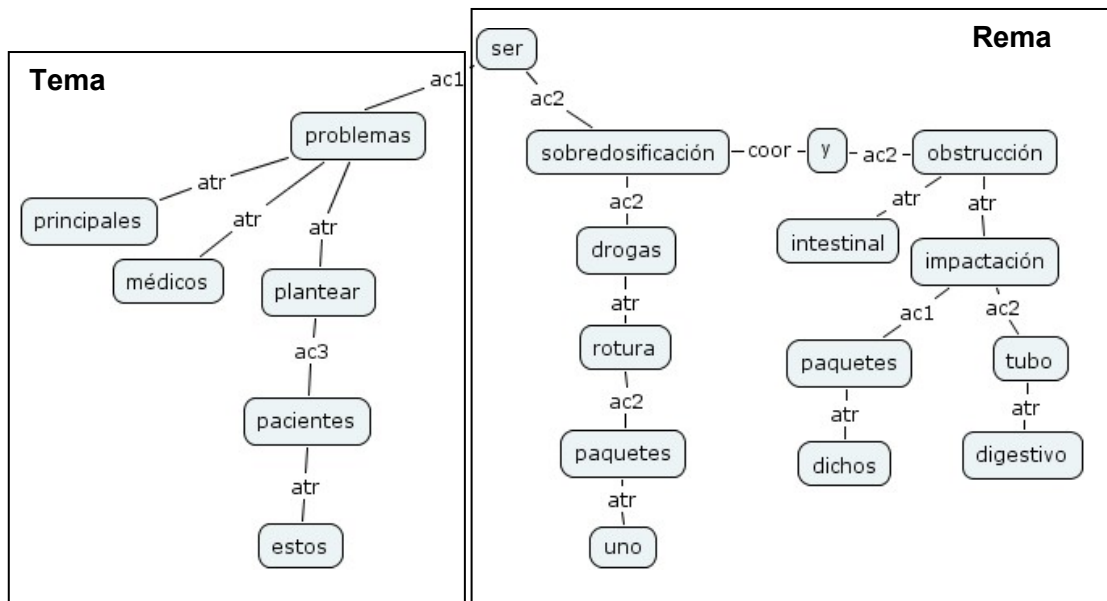 Tema
Rema
ser
ac1
ac2
problemas
sobredosificación
coor
y
ac2
obstrucción
atr
atr
atr
principales
médicos
plantear
ac3
pacientes
atr
estos
ac2
drogas
atr
rotura
ac2
paquetes
atr
uno
atr
atr
intestinal
impactación
ac1
ac2
paquetes
tubo
atr
atr
dichos
digestivo